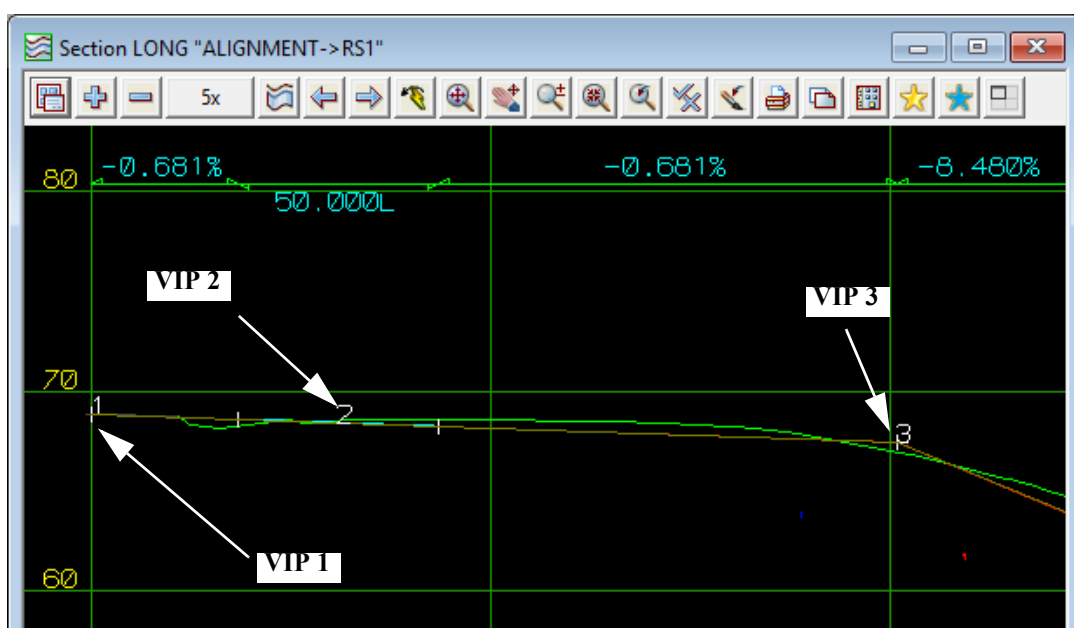 Section LONG "ALIGNMENT->RS1"
5x
80 -0.681% -0.681% -8.480%
50.000L
VIP 2
VIP 3
70
1
2
3
VIP 1
60